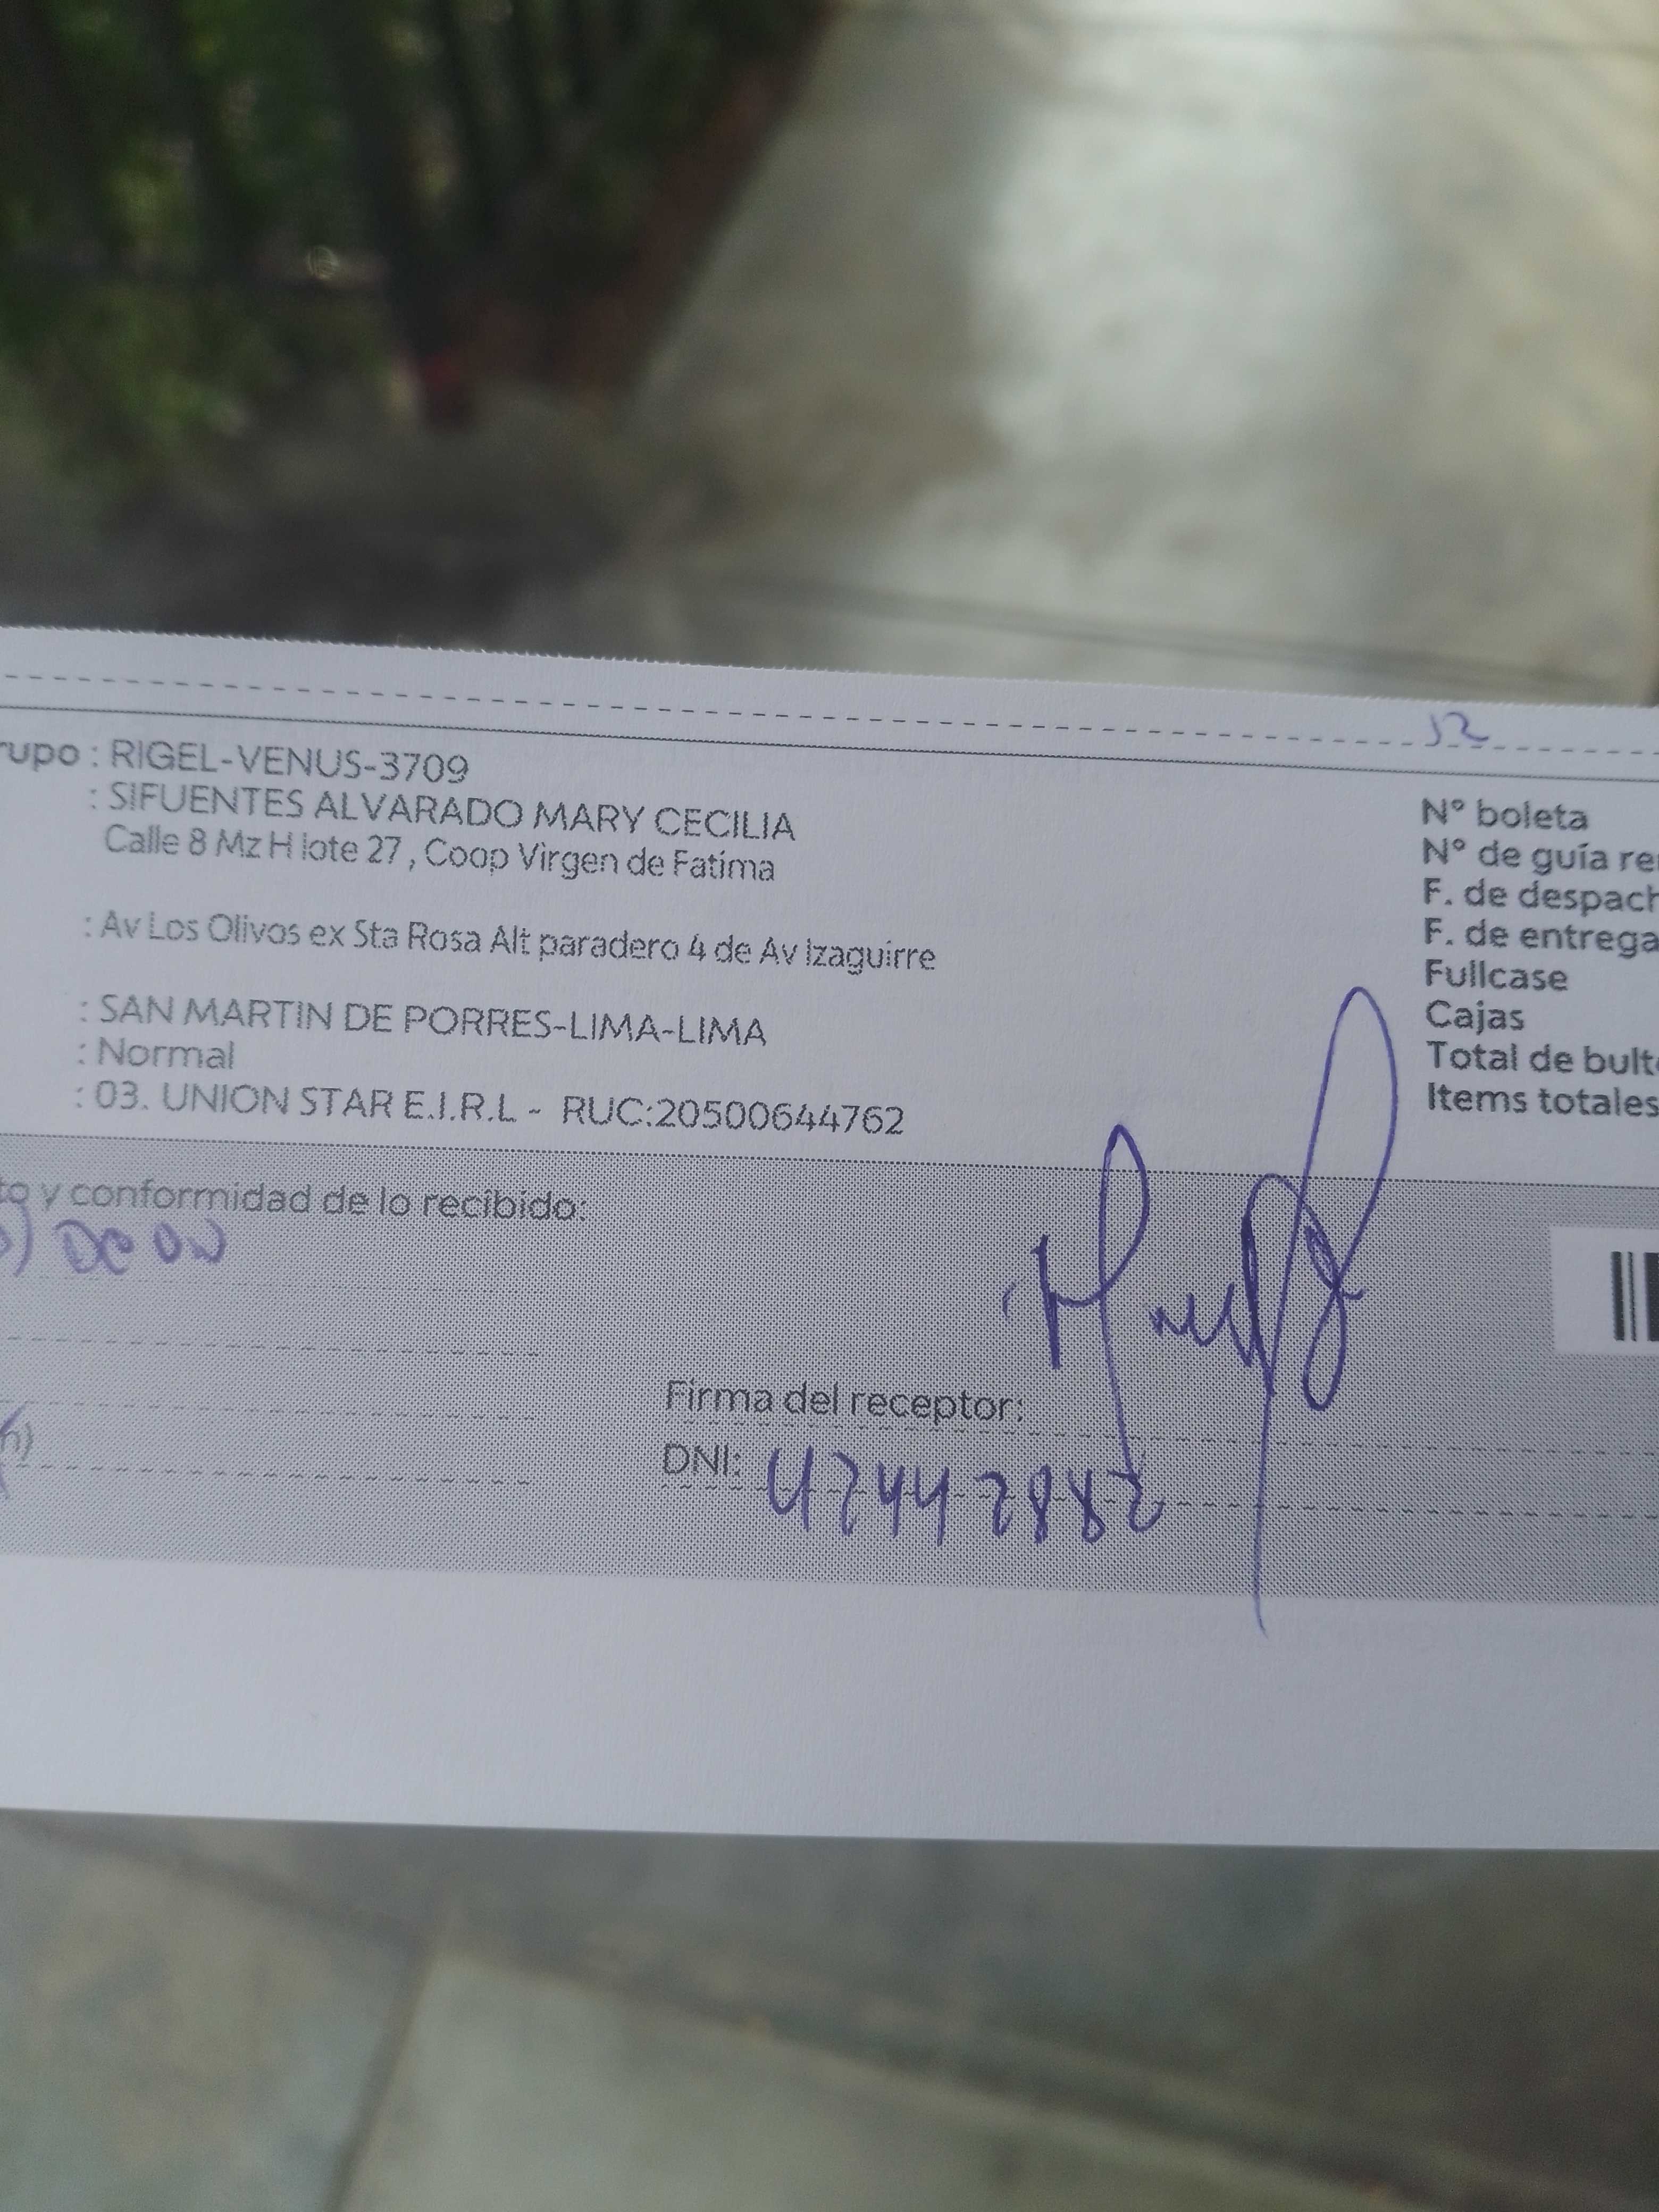 12
rupo : RIGEL-VENUS-3709
: SIFUENTES ALVARADO MARY CECILIA
Calle 8 Mz H lote 27 , Coop Virgen de Fatima
: Av Los Olivos ex Sta Rosa Alt paradero 4 de Av Izaguirre
: SAN MARTIN DE PORRES-LIMA-LIMA
: Normal
: 03. UNION STAR E.I.R.L - RUC:20500644762
N° boleta
N° de guía re
F. de despach
F. de entrega
Fullcase
Cajas
Total de bult
Items totales
to y conformidad de lo recibido:
Firma del receptor:
DNI: 42442882